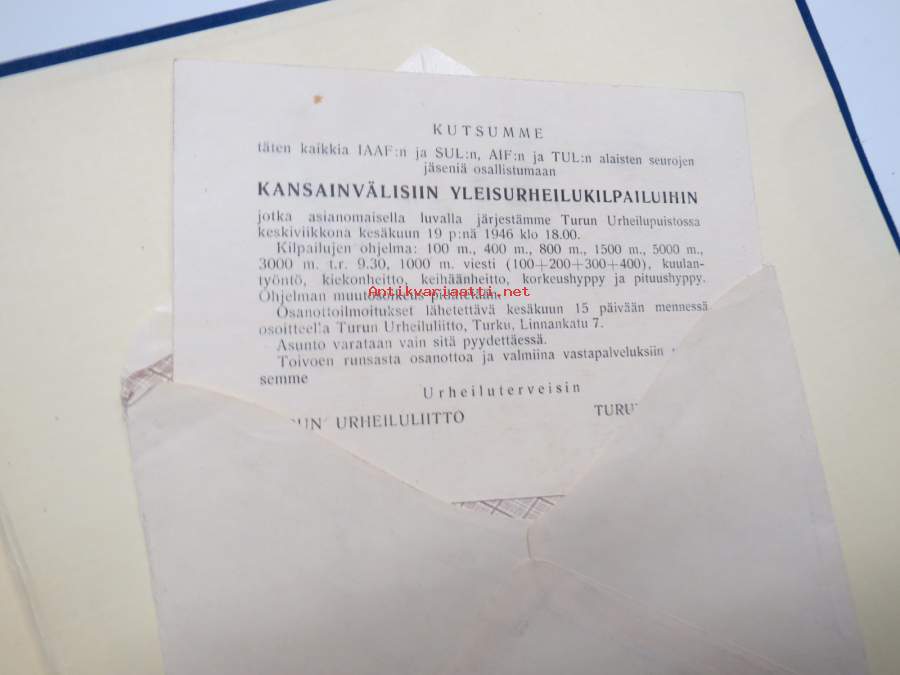 KUTSUMME
täten kaikkia IAAF:n ja SUL:n, AIF:n ja TUL:n alaisten seurojen
jäseniä osallistumaan
KANSAINVÄLISIIN YLEISURHEILUKILPAILUIHIN
jotka asianomaisella luvalla järjestämme Turun Urheilupuistossa
keskiviikkona kesäkuun 19 p:nä 1946 klo 18.00.
Kilpailujen ohjelma: 100 m., 400 m., 800 m., 1500 m., 5000 m.,
3000 m. t.r. 9.30, 1000 m. viesti (100+200+300+400), kuulan-
työntö, kiekonheitto, keihäänheitto, korkeushyppy ja pituushyppy.
Antikvariaatti.net
Ohjelman muutosoikeus pidätetään.
Osanottoilmoitukset lähetettävä kesäkuun 15 päivään mennessä
osoitteella Turun Urheiluliitto, Turku, Linnankatu 7.
Asunto varataan vain sitä pyydettäessä.
Toivoen runsasta osanottoa ja valmiina vastapalveluksiin
semme
Urheiluterveisin
URHEILULIITTO